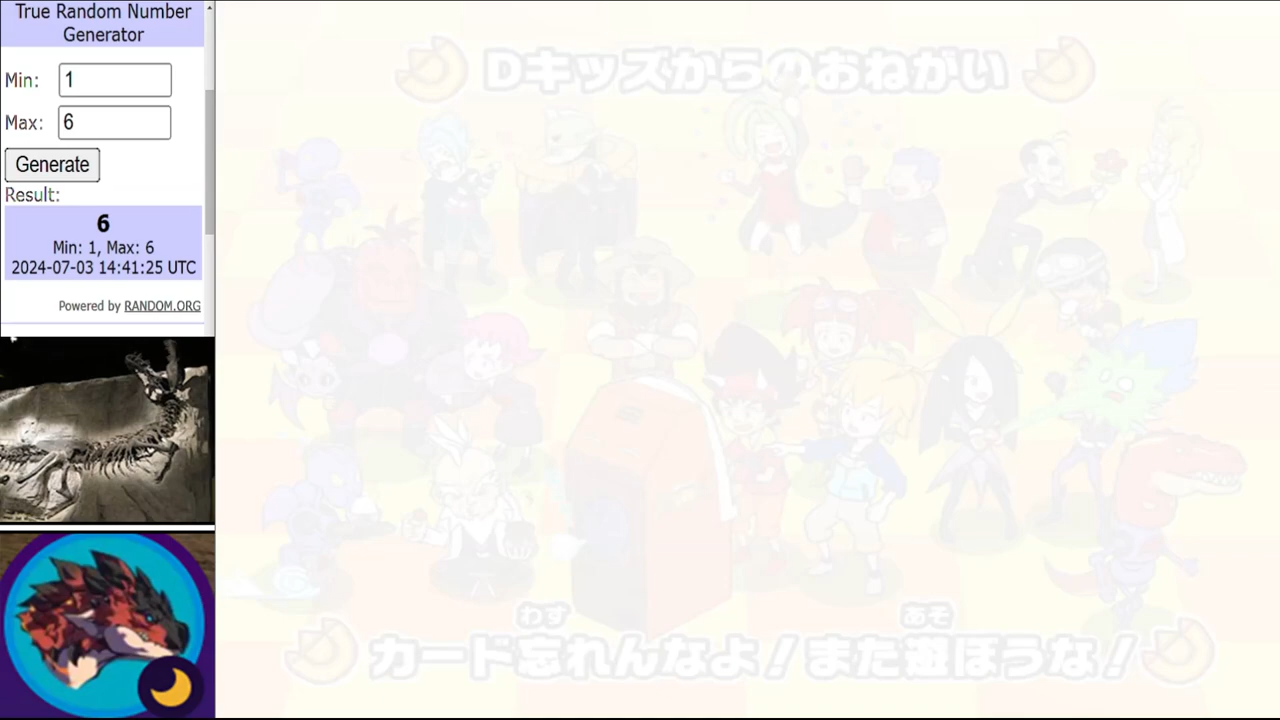 True Random Number
Generator
Min: 1
Max: 6
Generate
Result:
6
Min: 1, Max: 6
2024-07-03 14:41:25 UTC
Powered by RANDOM.ORG
Dキッズからのおねがい
わす あそ
カード忘れんなよ！また遊ぼうな！